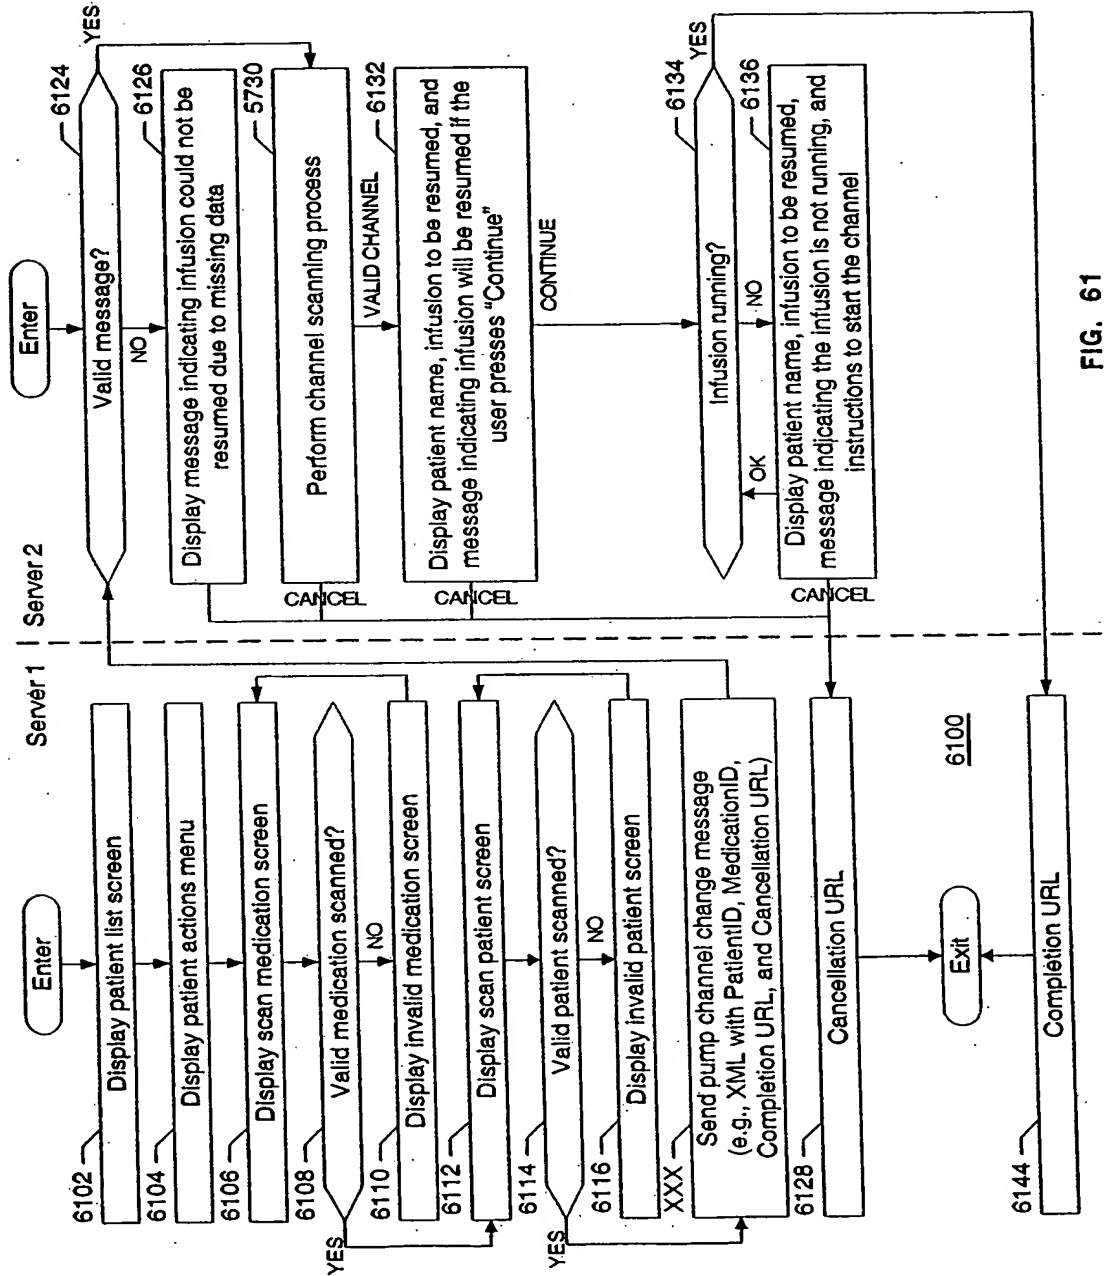 Server 1
Enter
6102
Display patient list screen
6104
Display patient actions menu
6106
Display scan medication screen
6108
Valid medication scanned?
YES
NO
6110
Display invalid medication screen
6112
Display scan patient screen
6114
Valid patient scanned?
YES
NO
6116
Display invalid patient screen
XXX
Send pump channel change message
(e.g., XML with PatientID, MedicationID,
Completion URL, and Cancellation URL)
6128
Cancellation URL
Exit
6100
6144
Completion URL
Server 2
Enter
6124
Valid message?
YES
NO
6126
Display message indicating infusion could not be
resumed due to missing data
5730
Perform channel scanning process
CANCEL
VALID CHANNEL
6132
Display patient name, infusion to be resumed, and
message indicating infusion will be resumed if the
user presses "Continue"
CANCEL
CONTINUE
6134
Infusion running?
YES
NO
OK
6136
Display patient name, infusion to be resumed,
message indicating the infusion is not running, and
instructions to start the channel
CANCEL
FIG. 61